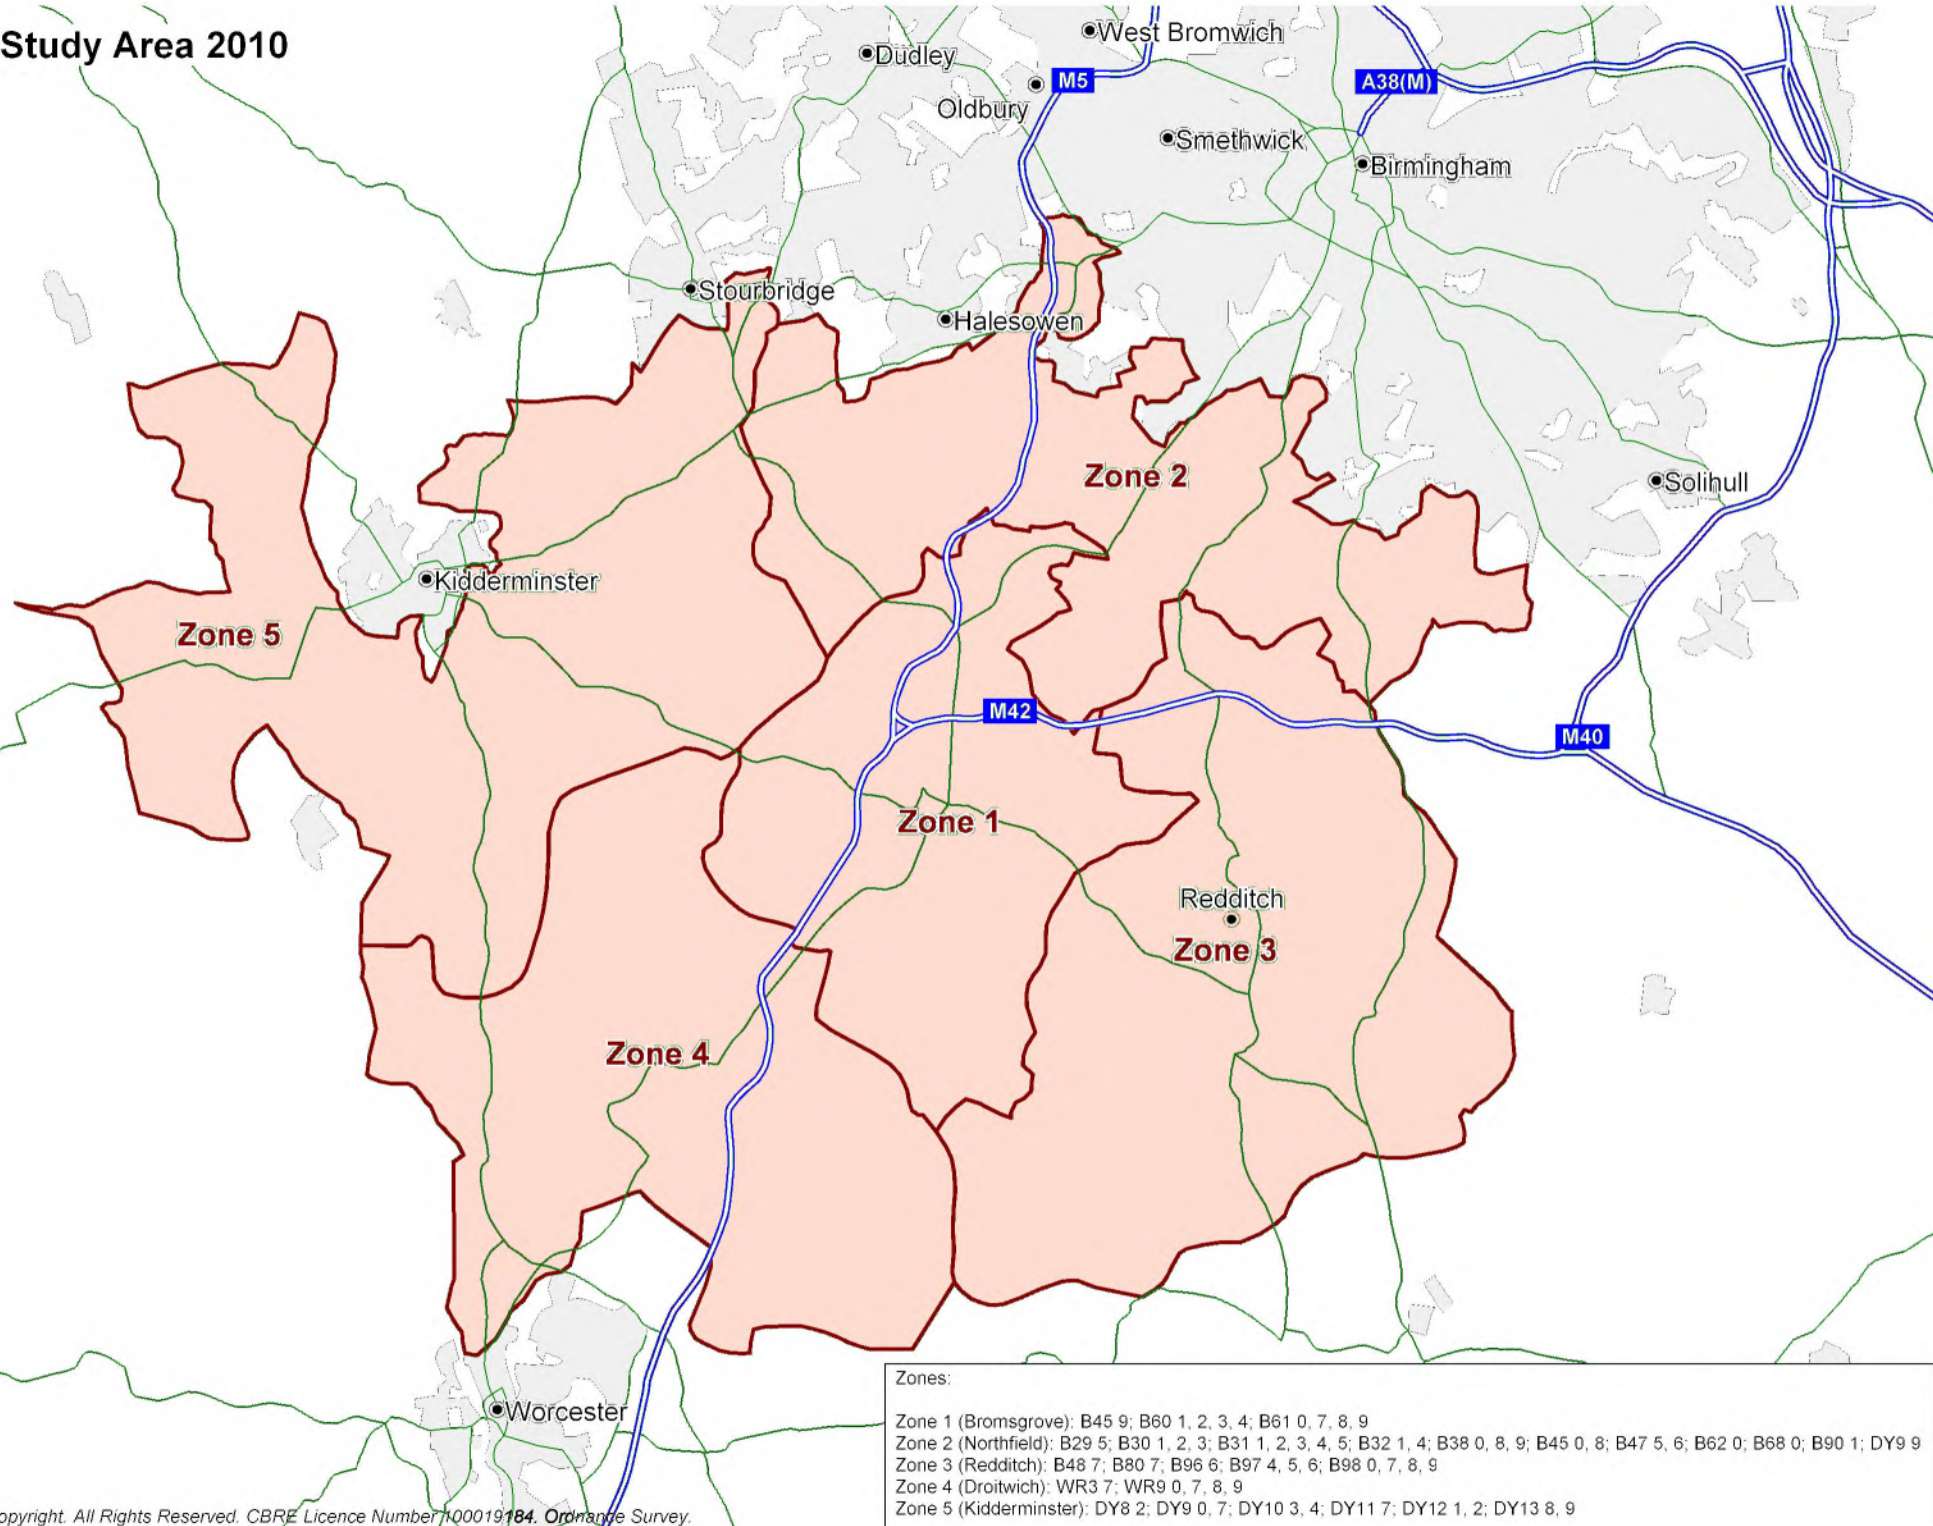 Study Area 2010
West Bromwich
Dudley
M5
A38(M)
Oldbury
Smethwick
Birmingham
Stourbridge
Halesowen
Zone 2
Solihull
Kidderminster
Zone 5
M42
M40
Zone 1
Redditch
Zone 3
Zone 4
Worcester
Zones:
Zone 1 (Bromsgrove): B45 9; B60 1, 2, 3, 4; B61 0, 7, 8, 9
Zone 2 (Northfield): B29 5; B30 1, 2, 3; B31 1, 2, 3, 4, 5; B32 1, 4; B38 0, 8, 9; B45 0, 8; B47 5, 6; B62 0; B68 0; B90 1; DY9 9
Zone 3 (Redditch): B48 7; B80 7; B96 6; B97 4, 5, 6; B98 0, 7, 8, 9
Zone 4 (Droitwich): WR3 7; WR9 0, 7, 8, 9
Zone 5 (Kidderminster): DY8 2; DY9 0, 7; DY10 3, 4; DY11 7; DY12 1, 2; DY13 8, 9
opyright. All Rights Reserved. CBRE Licence Number 100019184. Ordnance Survey.